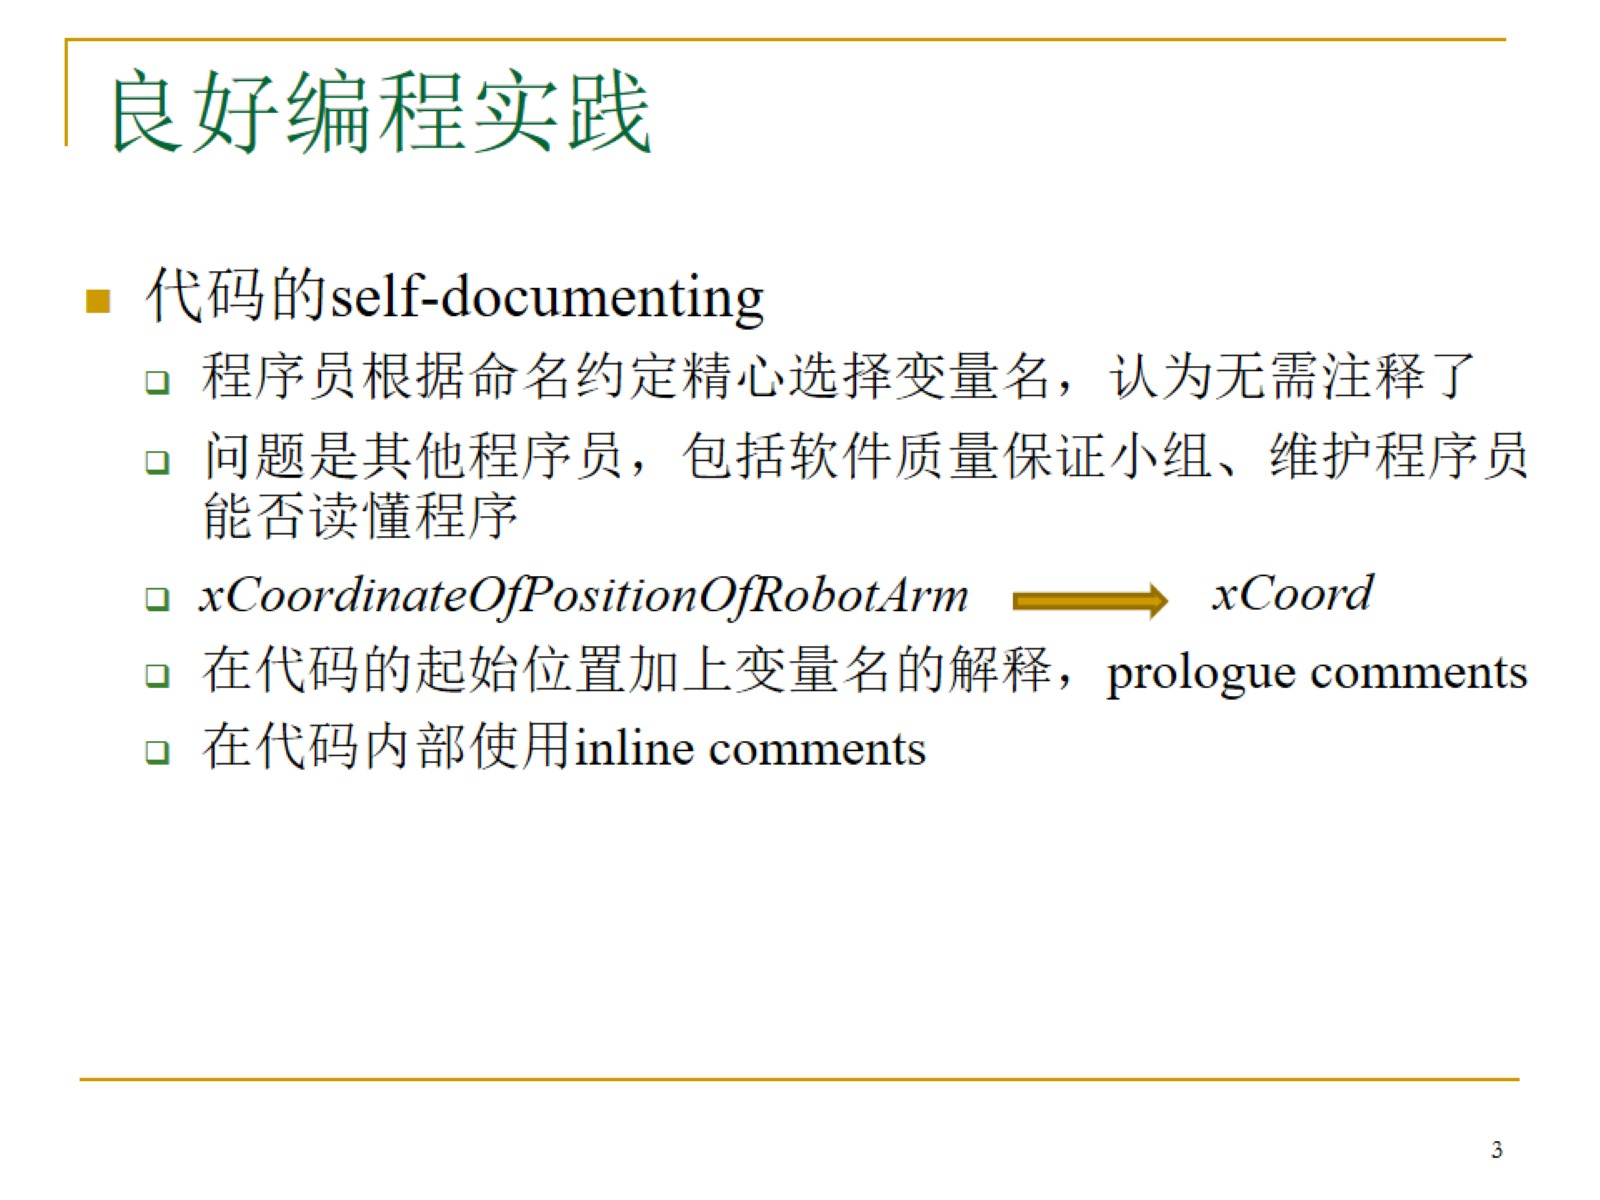 良好编程实践
代码的self-documenting
程序员根据命名约定精心选择变量名，认为无需注释了
问题是其他程序员，包括软件质量保证小组、维护程序员
能否读懂程序
xCoordinateOfPositionOfRobotArm xCoord
在代码的起始位置加上变量名的解释，prologue comments
在代码内部使用inline comments
3